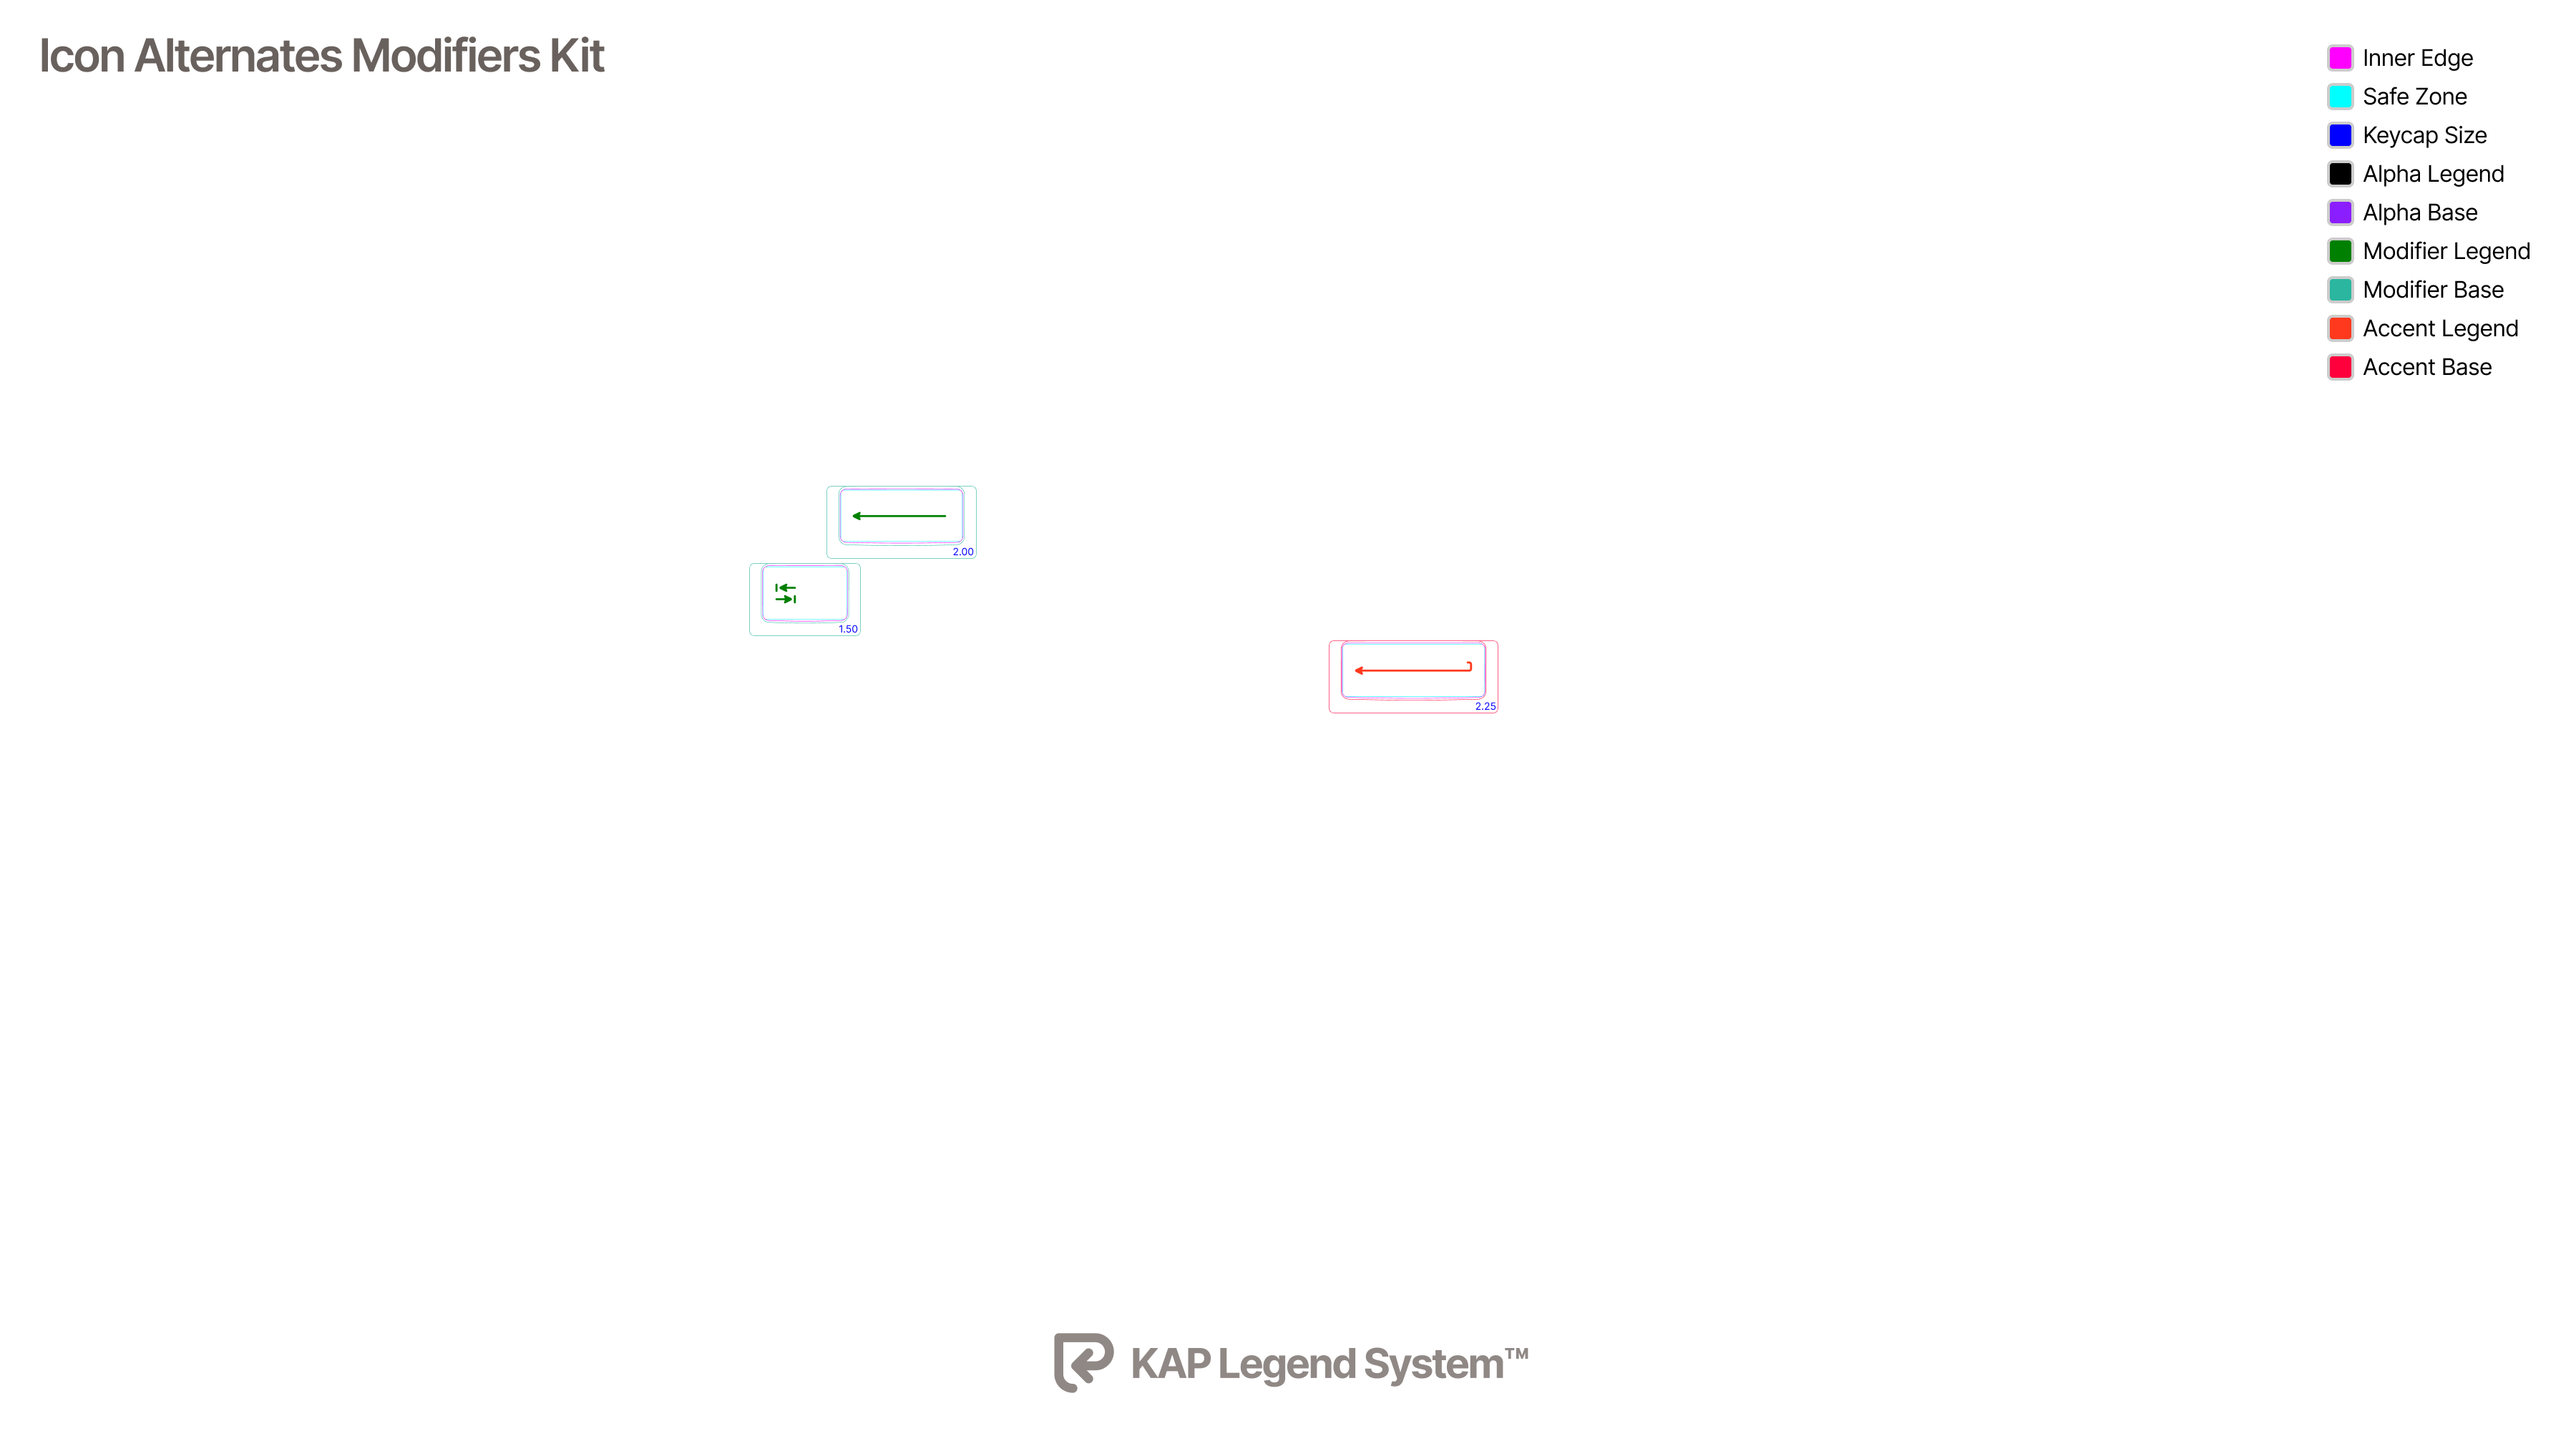 Icon Alternates Modifiers Kit
Inner Edge
Safe Zone
Keycap Size
Alpha Legend
Alpha Base
Modifier Legend
Modifier Base
Accent Legend
Accent Base
2.00
1.50
2.25
KAP Legend System™